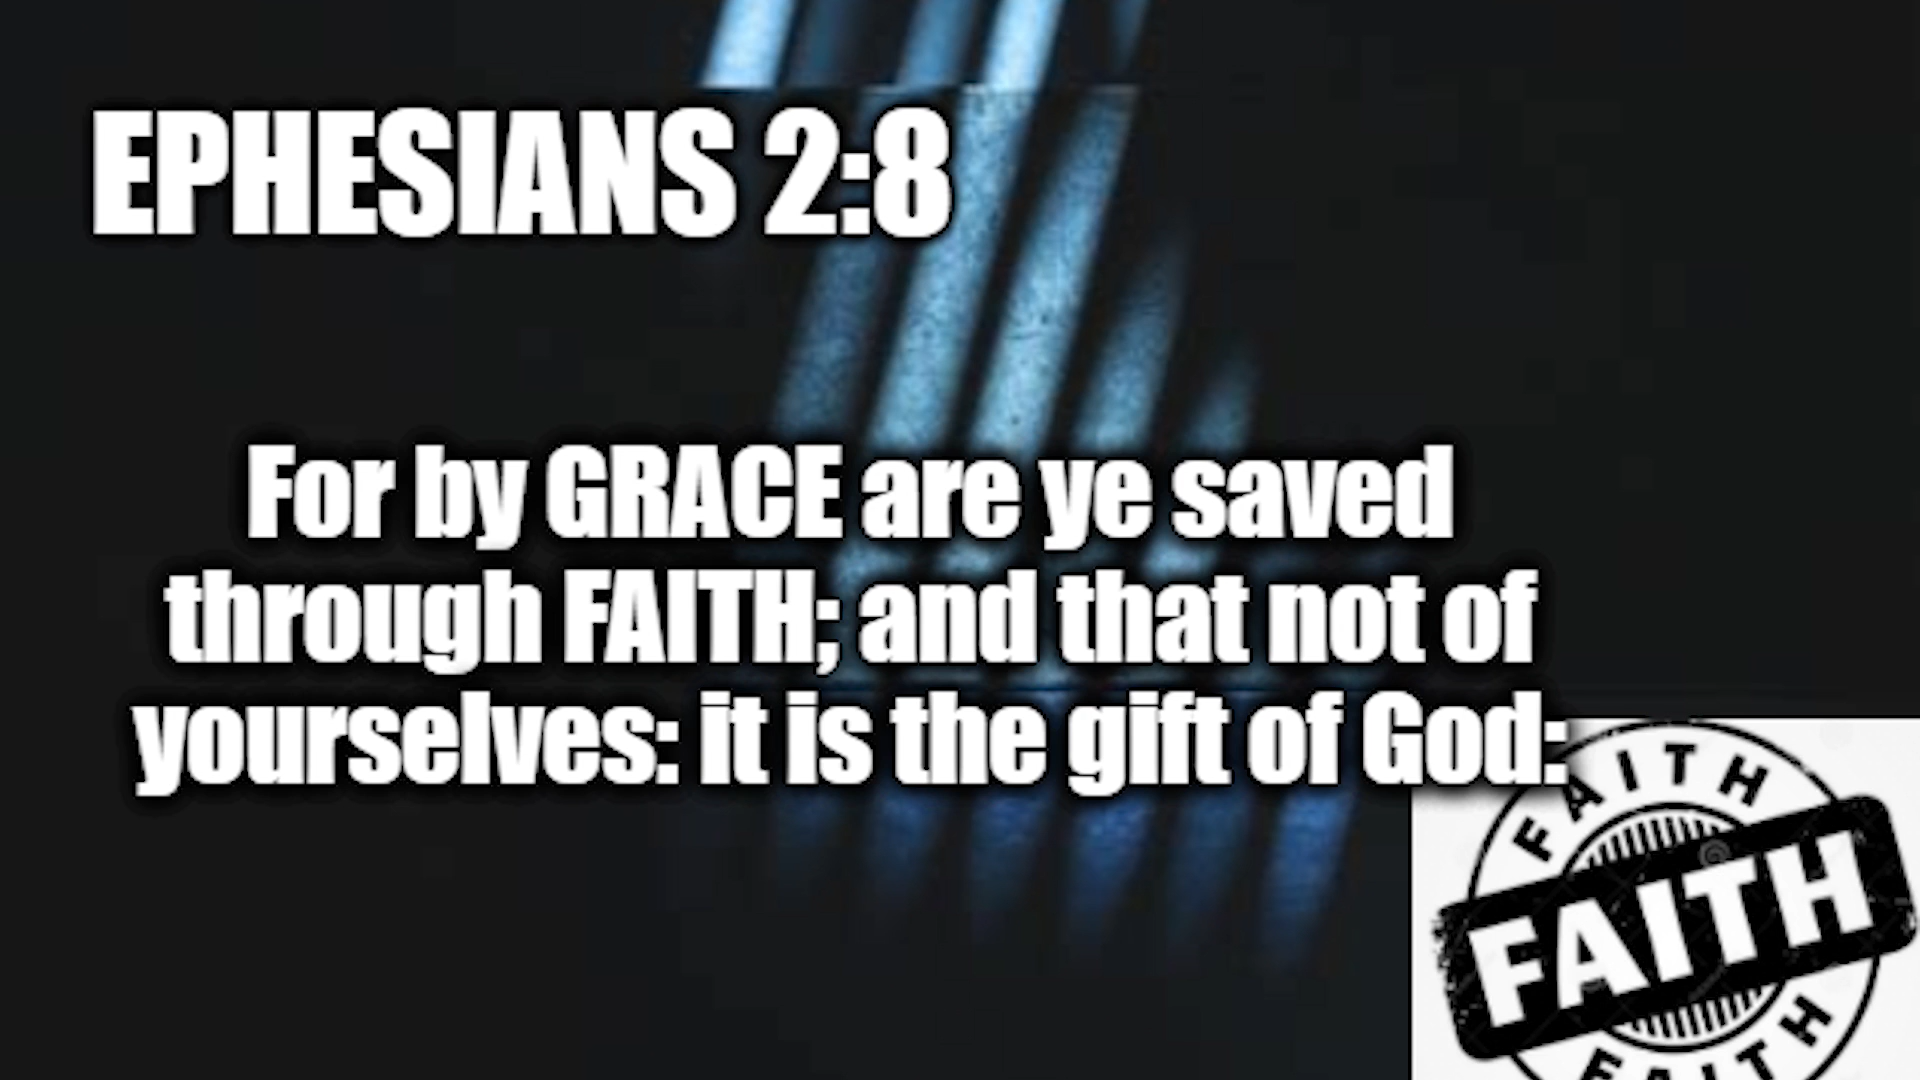 EPHESIANS 2:8
For by GRACE are ye saved
through FAITH; and that not of
yourselves: it is the gift of God:
FAITH
FAITH
FAITH